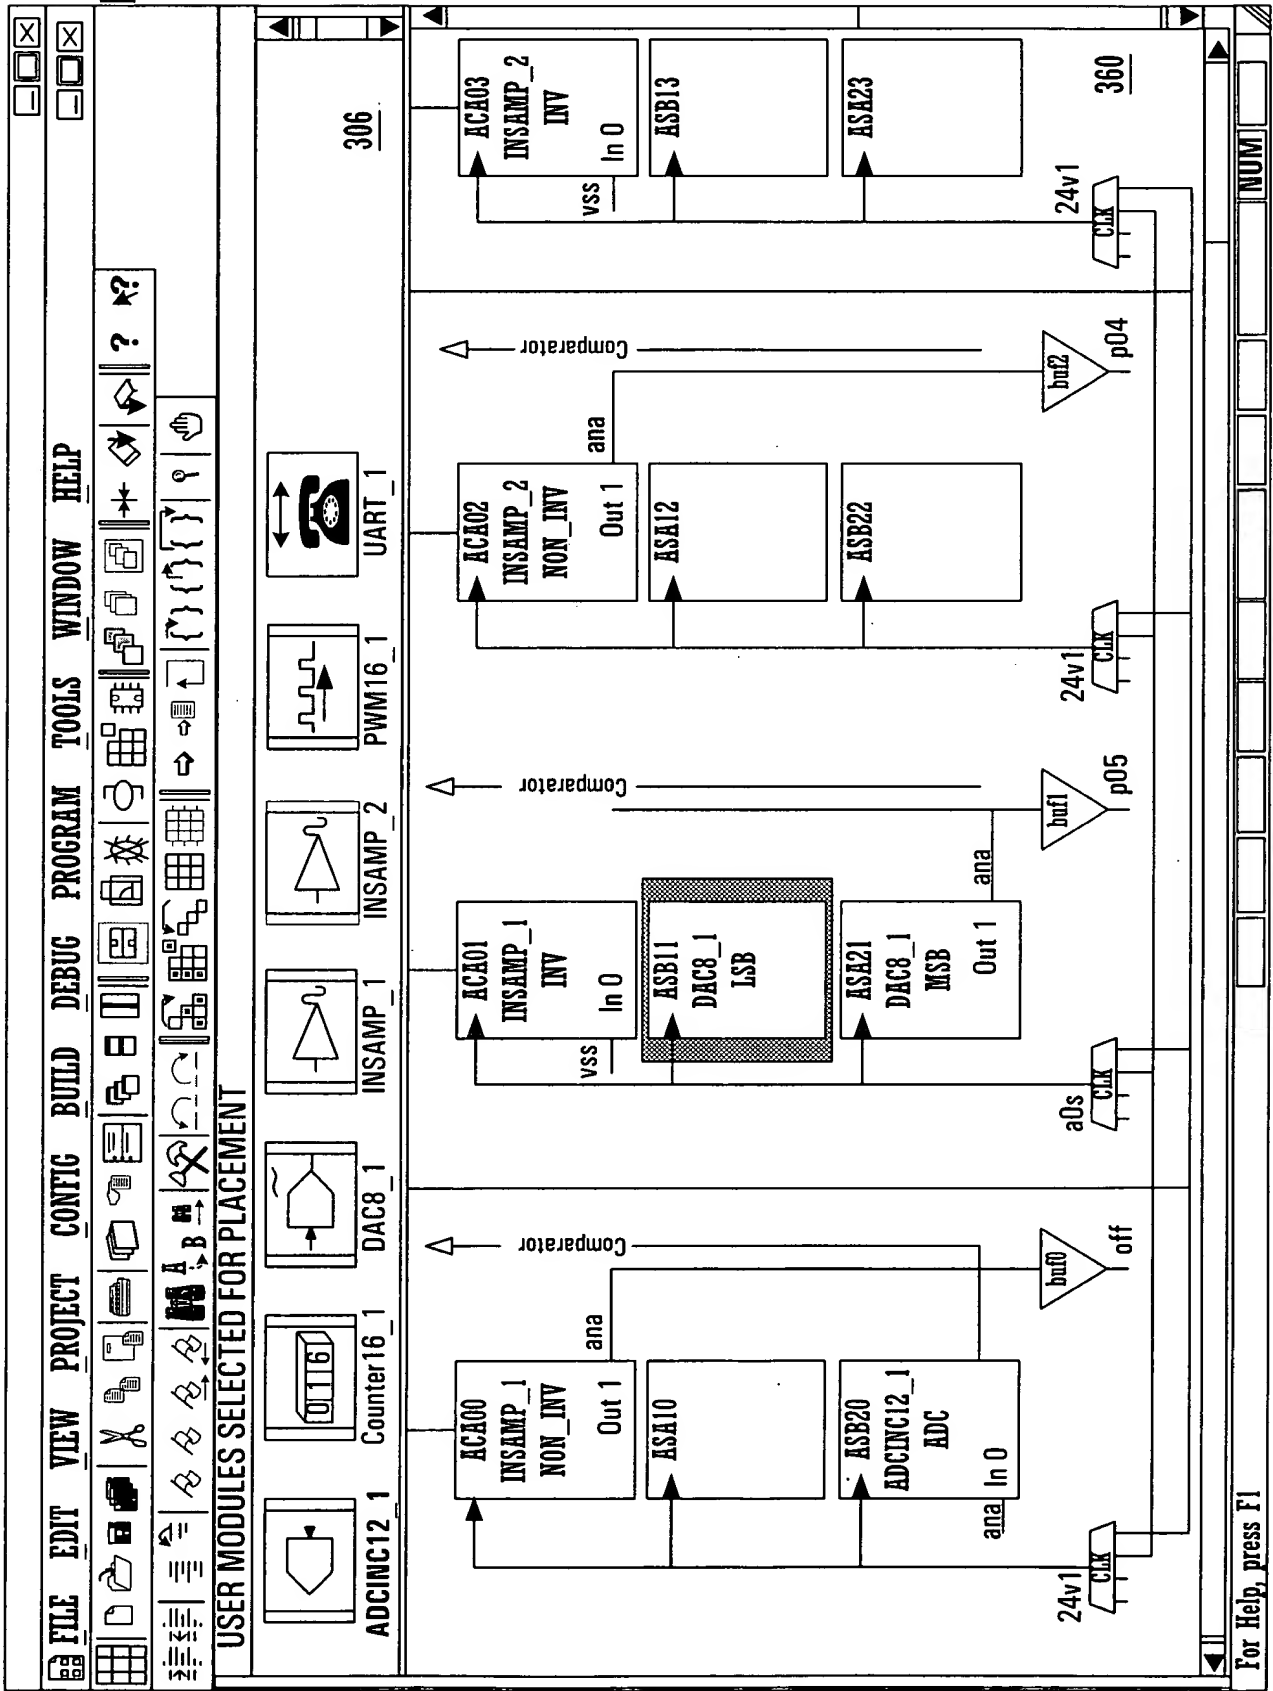 FILE EDIT VIEW PROJECT CONFIG BUILD DEBUG PROGRAM TOOLS WINDOW HELP
? ?
A B
USER MODULES SELECTED FOR PLACEMENT
306
0 1 6
ADCINC12_1 Counter16_1 DAC8_1 INSAMP_1 INSAMP_2 PWM16_1 UART_1
ACA00
INSAMP_1
NON_INV
Out 1
ana
ASA10
ASB20
ADCINC12_1
ADC
ana In 0
Comparator
buf0
off
24v1
CLK
ACA01
INSAMP_1
INV
vss In 0
ASB11
DAC8_1
LSB
ASA21
DAC8_1
MSB
Out 1
ana
Comparator
buf1
p05
a0s
CLK
ACA02
INSAMP_2
NON_INV
Out 1
ana
ASA12
ASB22
Comparator
buf2
p04
24v1
CLK
ACA03
INSAMP_2
INV
vss In 0
ASB13
ASA23
24v1
CLK
360
For Help, press F1 NUM